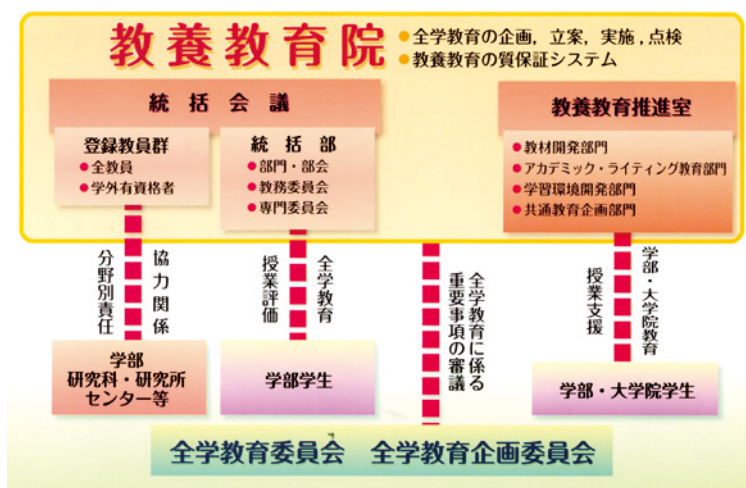 教養教育院
●全学教育の企画，立案，実施，点検
●教養教育の質保証システム
統括会議
登録教員群
●全教員
●学外有資格者
統括部
●部門・部会
●教務委員会
●専門委員会
教養教育推進室
●教材開発部門
●アカデミック・ライティング教育部門
●学習環境開発部門
●共通教育企画部門
分野別責任
協力関係
授業評価
全学教育
全学教育に係る
重要事項の審議
授業支援
学部・大学院教育
学部
研究科・研究所
センター等
学部学生
学部・大学院学生
全学教育委員会 全学教育企画委員会